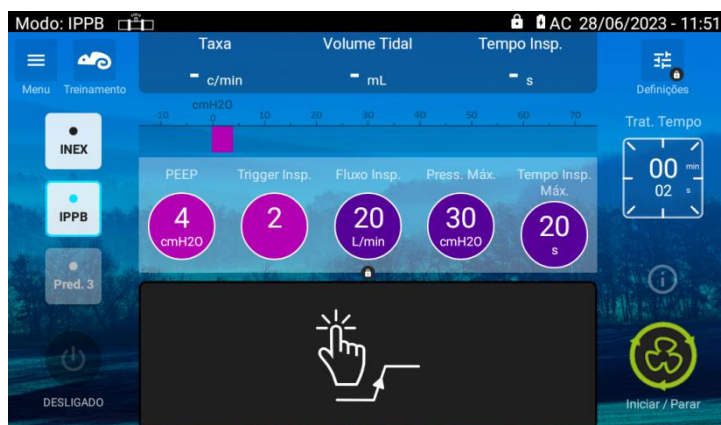 Modo: IPPB
AC 28/06/2023 - 11:51
Menu
Treinamento
Taxa
- c/min
Volume Tidal
- mL
Tempo Insp.
- s
Definições
cmH2O
-10 0 10 20 30 40 50 60 70
INEX
IPPB
Pred. 3
DESLIGADO
PEEP
4
cmH2O
Trigger Insp.
2
Fluxo Insp.
20
L/min
Press. Máx.
30
cmH2O
Tempo Insp.
Máx.
20
s
Trat. Tempo
00 min
02 s
Iniciar / Parar